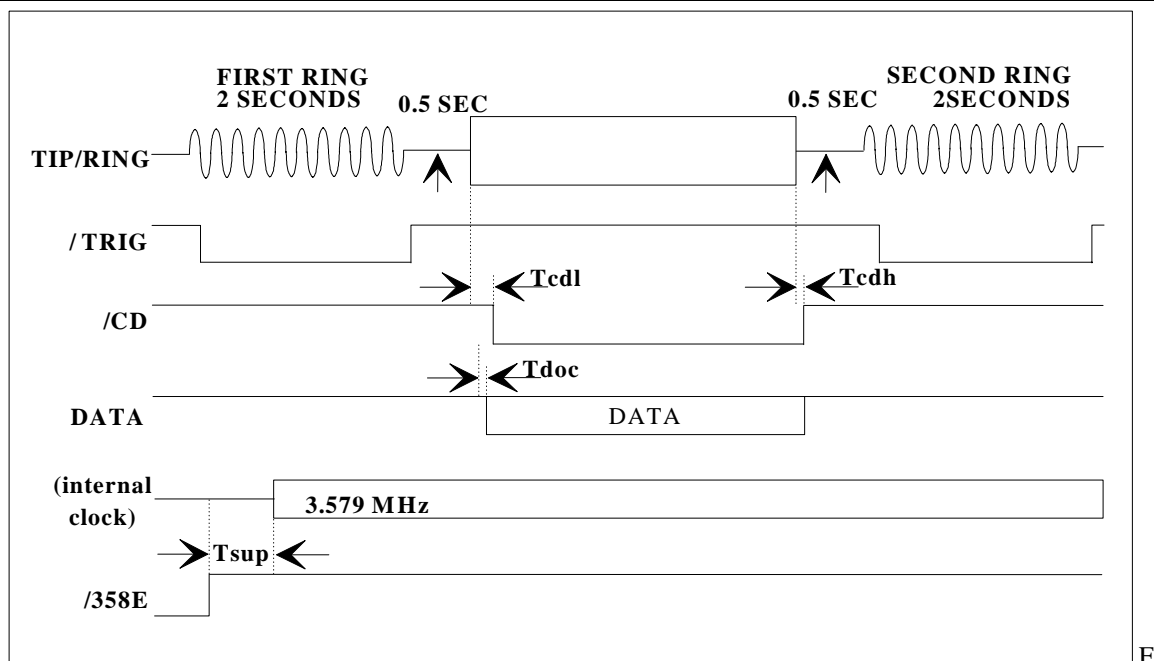 FIRST RING
2 SECONDS
0.5 SEC
0.5 SEC
SECOND RING
2SECONDS
TIP/RING
/ TRIG
Tcdl
Tcdh
/CD
Tdoc
DATA
DATA
(internal
clock)
3.579 MHz
Tsup
/358E